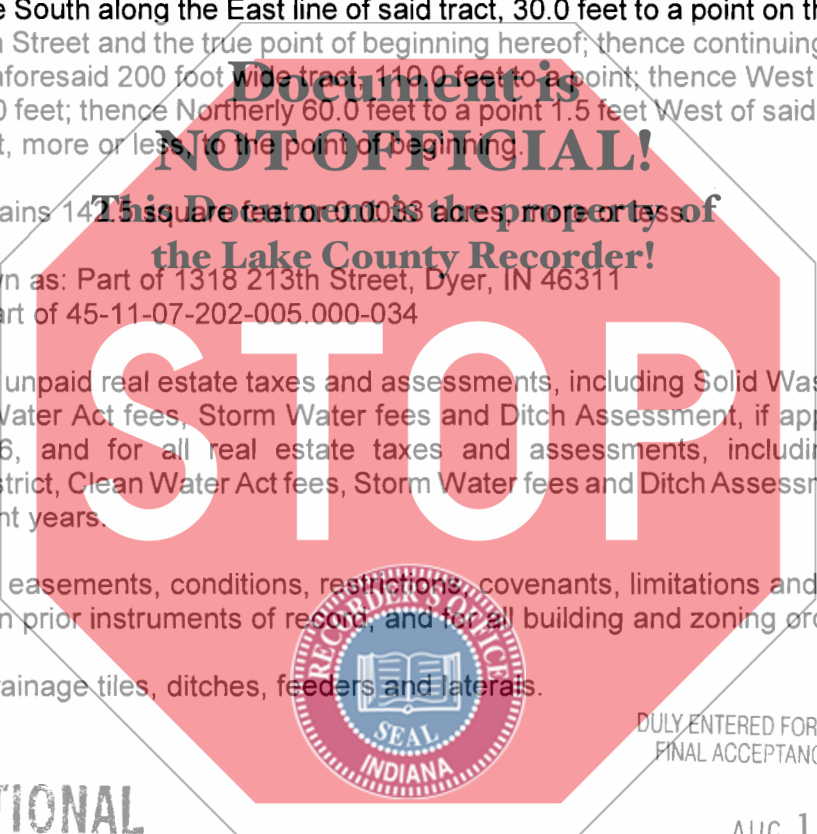 e South along the East line of said tract, 30.0 feet to a point on th
n Street and the true point of beginning hereof; thence continuing
aforesaid 200 foot wide tract, 110.0 feet to a point; thence West
0 feet; thence Northerly 60.0 feet to a point 1.5 feet West of said
t, more or less, to the point of beginning.
Document is
NOT OFFICIAL!
This Document is the property of
the Lake County Recorder!
ains 142.5 square feet or 0.0033 acres, more or less.
n as: Part of 1318 213th Street, Dyer, IN 46311
art of 45-11-07-202-005.000-034
STOP
unpaid real estate taxes and assessments, including Solid Was
Water Act fees, Storm Water fees and Ditch Assessment, if app
6, and for all real estate taxes and assessments, includin
strict, Clean Water Act fees, Storm Water fees and Ditch Assessm
nt years.
easements, conditions, restrictions, covenants, limitations and
n prior instruments of record, and for all building and zoning ord
rainage tiles, ditches, feeders and laterals.
RECORDER'S OFFICE
SEAL
INDIANA
DULY ENTERED FOR
FINAL ACCEPTANC
TIONAL
AUG 1